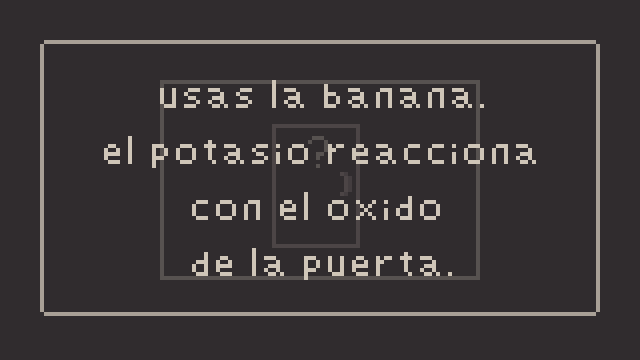 usas la banana.
el potasio reacciona
con el oxido
de la puerta.
?